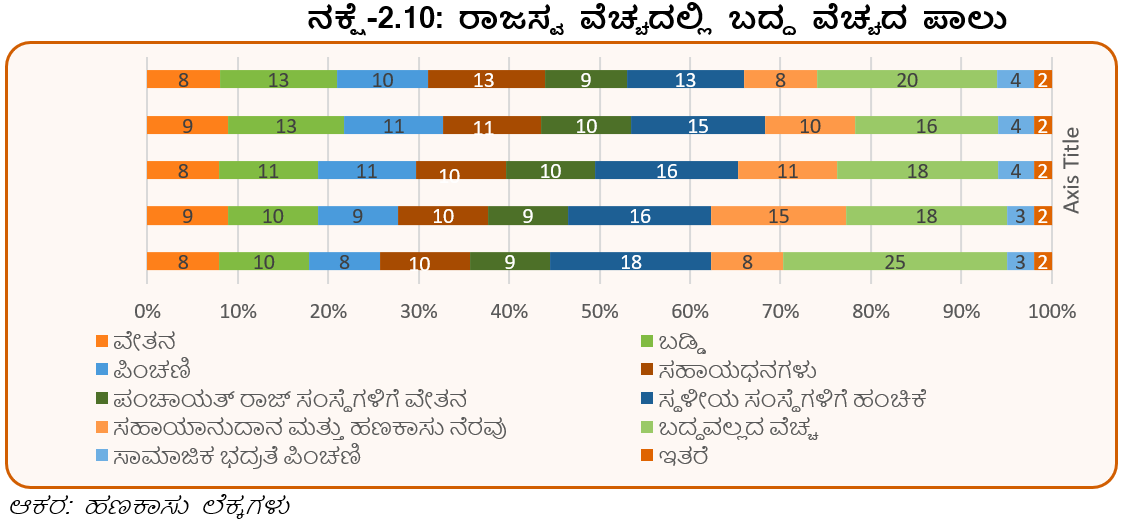 ನಕ್ಷೆ-2.10: ರಾಜಸ್ವ ವೆಚ್ಚದಲ್ಲಿ ಬದ್ಧ ವೆಚ್ಚದ ಪಾಲು
8 13 10 13 9 13 8 20 4 2
9 13 11 11 10 15 10 16 4 2
8 11 11 10 10 16 11 18 4 2
9 10 9 10 9 16 15 18 3 2
8 10 8 10 9 18 8 25 3 2
Axis Title
0% 10% 20% 30% 40% 50% 60% 70% 80% 90% 100%
ವೇತನ ಬಡ್ಡಿ
ಪಿಂಚಣಿ ಸಹಾಯಧನಗಳು
ಪಂಚಾಯತ್ ರಾಜ್ ಸಂಸ್ಥೆಗಳಿಗೆ ವೇತನ ಸ್ಥಳೀಯ ಸಂಸ್ಥೆಗಳಿಗೆ ಹಂಚಿಕೆ
ಸಹಾಯಾನುದಾನ ಮತ್ತು ಹಣಕಾಸು ನೆರವು ಬದ್ಧವಲ್ಲದ ವೆಚ್ಚ
ಸಾಮಾಜಿಕ ಭದ್ರತೆ ಪಿಂಚಣಿ ಇತರೆ
ಆಕರ: ಹಣಕಾಸು ಲೆಕ್ಕಗಳು